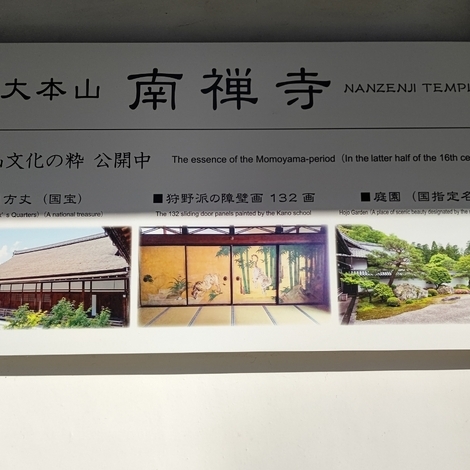 大本山 南禅寺 NANZENJI TEMPL
文化の粋 公開中 The essence of the Momoyama-period (In the latter half of the 16th ce
方丈（国宝） ■狩野派の障壁画 132 画 ■庭園（国指定名
's Quarters) (A national treasure) The 132 sliding door panels painted by the Kano school Hojo Garden (A place of scenic beauty designated by the